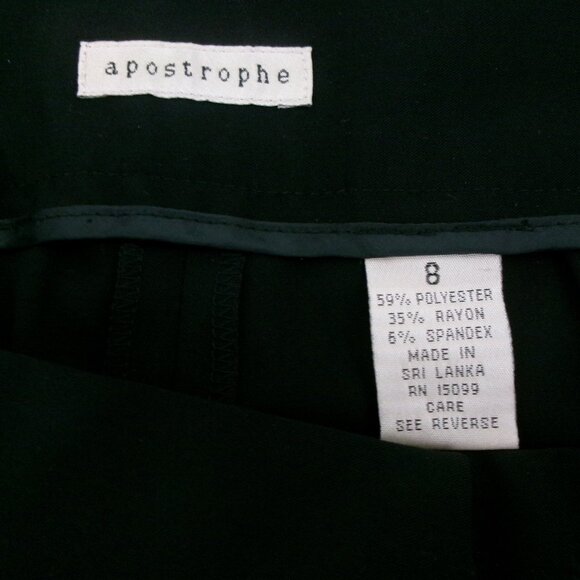 apostrophe
8
59% POLYESTER
35% RAYON
6% SPANDEX
MADE IN
SRI LANKA
RN 15099
CARE
SEE REVERSE